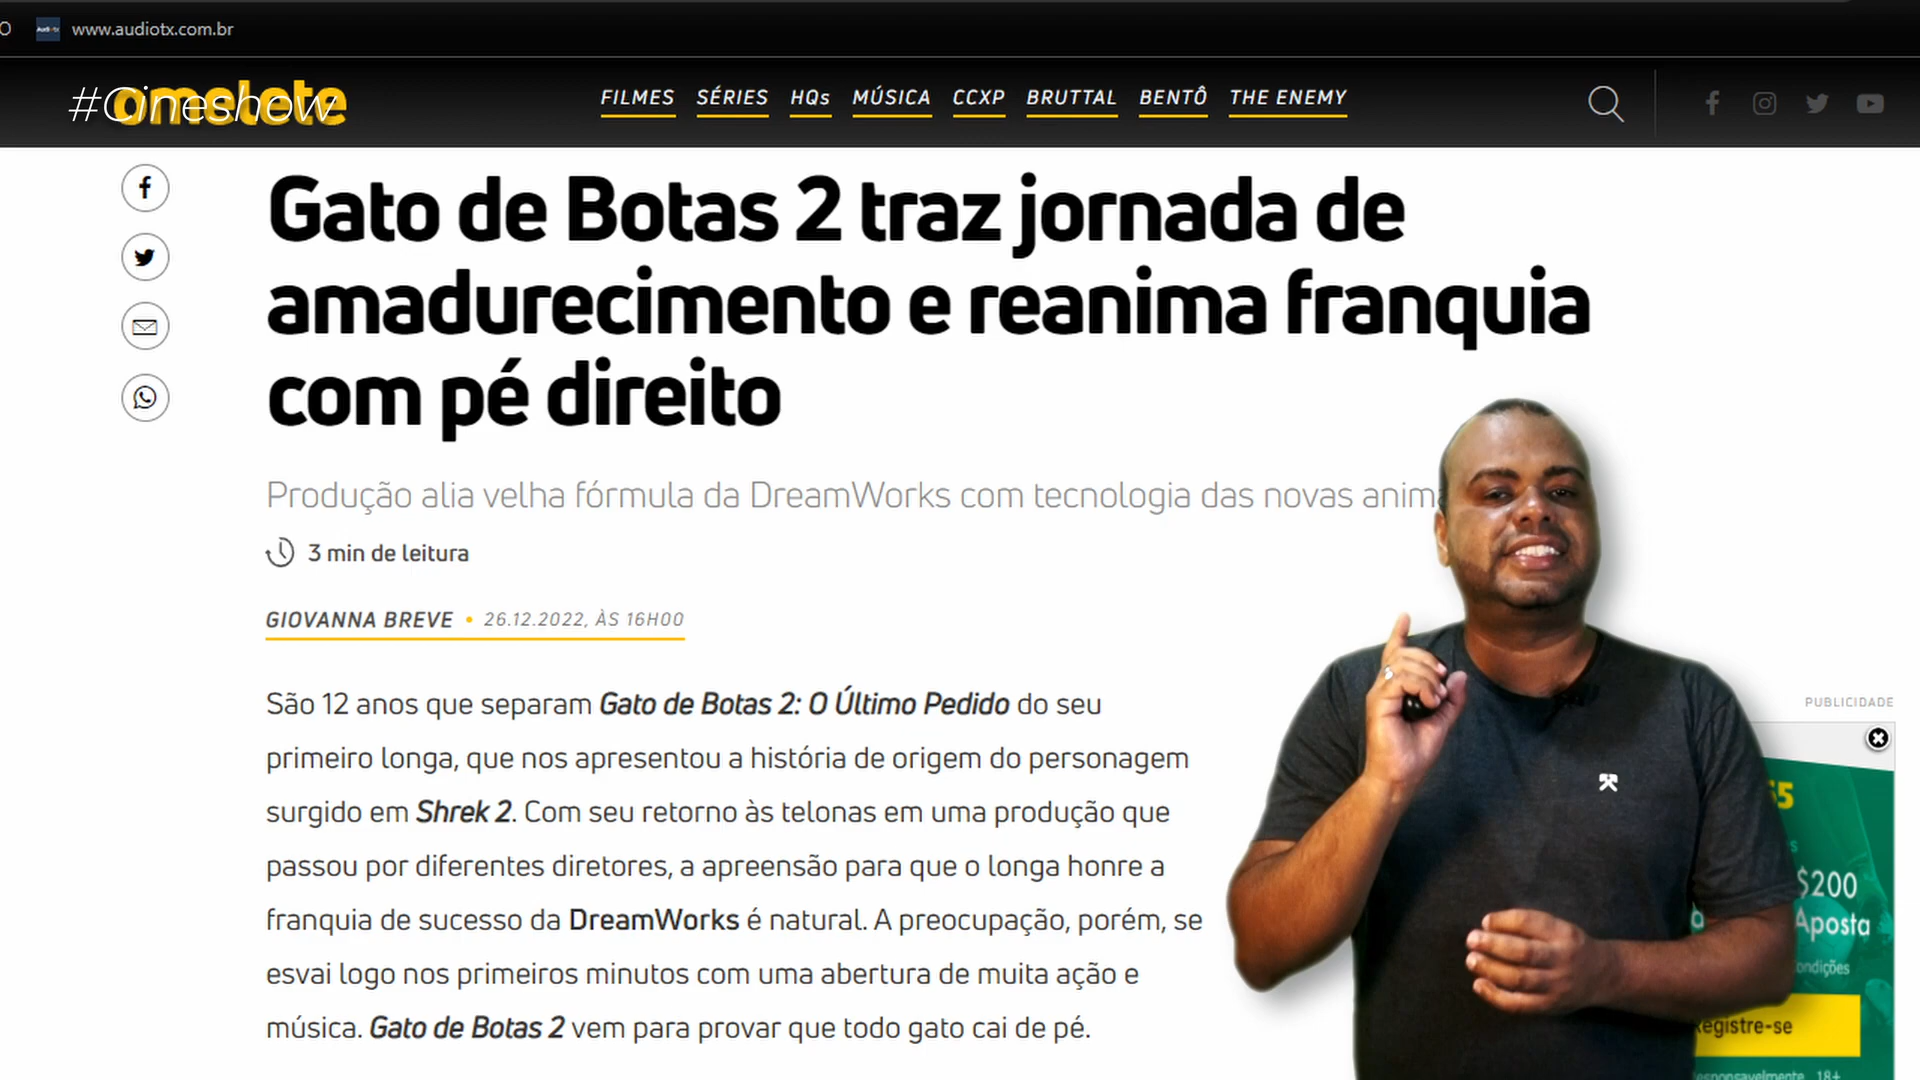 www.audiotx.com.br
#Cineshow
omelete
FILMES SÉRIES HQs MÚSICA CCXP BRUTTAL BENTÔ THE ENEMY
Gato de Botas 2 traz jornada de
amadurecimento e reanima franquia
com pé direito
Produção alia velha fórmula da DreamWorks com tecnologia das novas
3 min de leitura
GIOVANNA BREVE • 26.12.2022, ÀS 16H00
São 12 anos que separam Gato de Botas 2: O Último Pedido do seu
primeiro longa, que nos apresentou a história de origem do personagem
surgido em Shrek 2. Com seu retorno às telonas em uma produção que
passou por diferentes diretores, a apreensão para que o longa honre a
franquia de sucesso da DreamWorks é natural. A preocupação, porém, se
esvai logo nos primeiros minutos com uma abertura de muita ação e
música. Gato de Botas 2 vem para provar que todo gato cai de pé.
PUBLICIDADE
$200
Aposta
Registre-se
18+